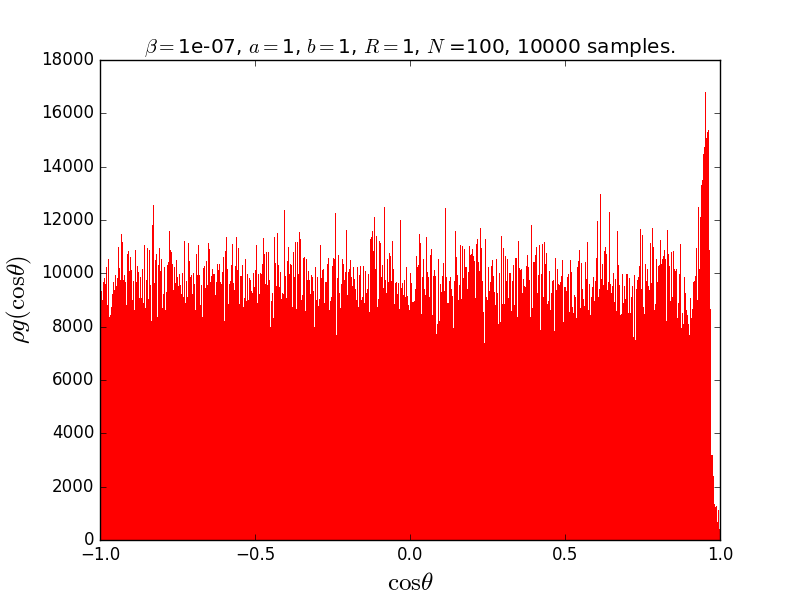 β = 1e-07, a = 1, b = 1, R = 1, N =100, 10000 samples.
18000
16000
14000
12000
10000
8000
6000
4000
2000
0
ρg(cosθ)
−1.0 −0.5 0.0 0.5 1.0
cosθ